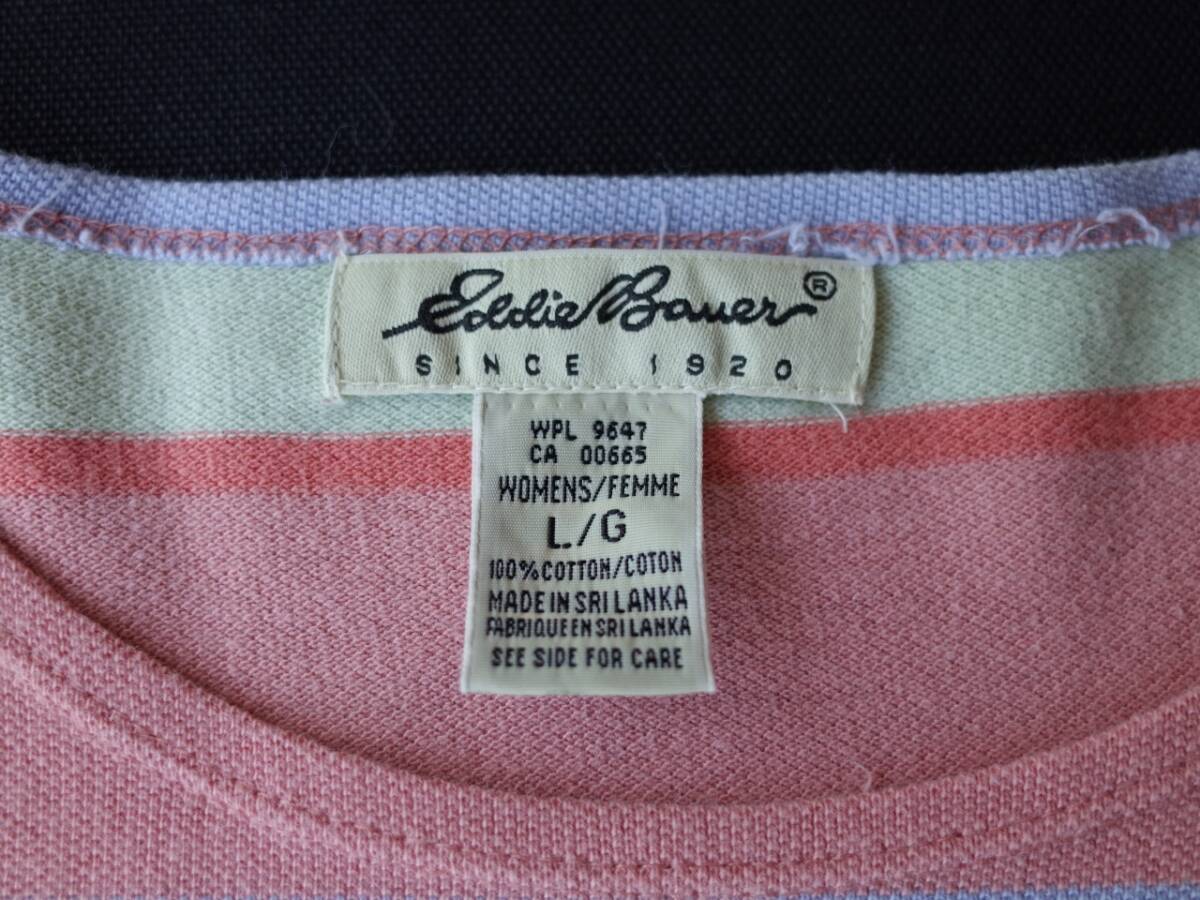 Eddie Bauer®
SINCE 1920
WPL 9647
CA 00665
WOMENS/FEMME
L/G
100% COTTON/COTON
MADE IN SRI LANKA
FABRIQUE EN SRI LANKA
SEE SIDE FOR CARE